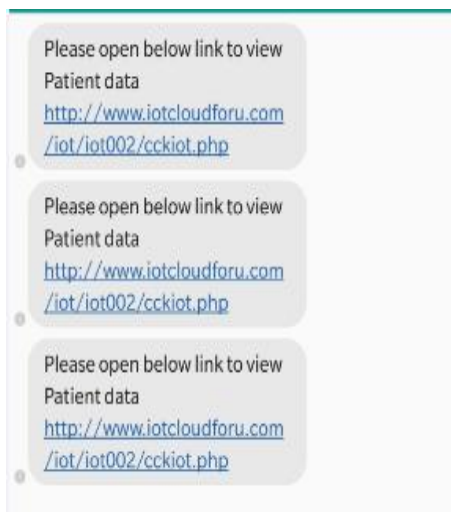 Please open below link to view
Patient data
http://www.iotcloudforu.com
/iot/iot002/cckiot.php
Please open below link to view
Patient data
http://www.iotcloudforu.com
/iot/iot002/cckiot.php
Please open below link to view
Patient data
http://www.iotcloudforu.com
/iot/iot002/cckiot.php